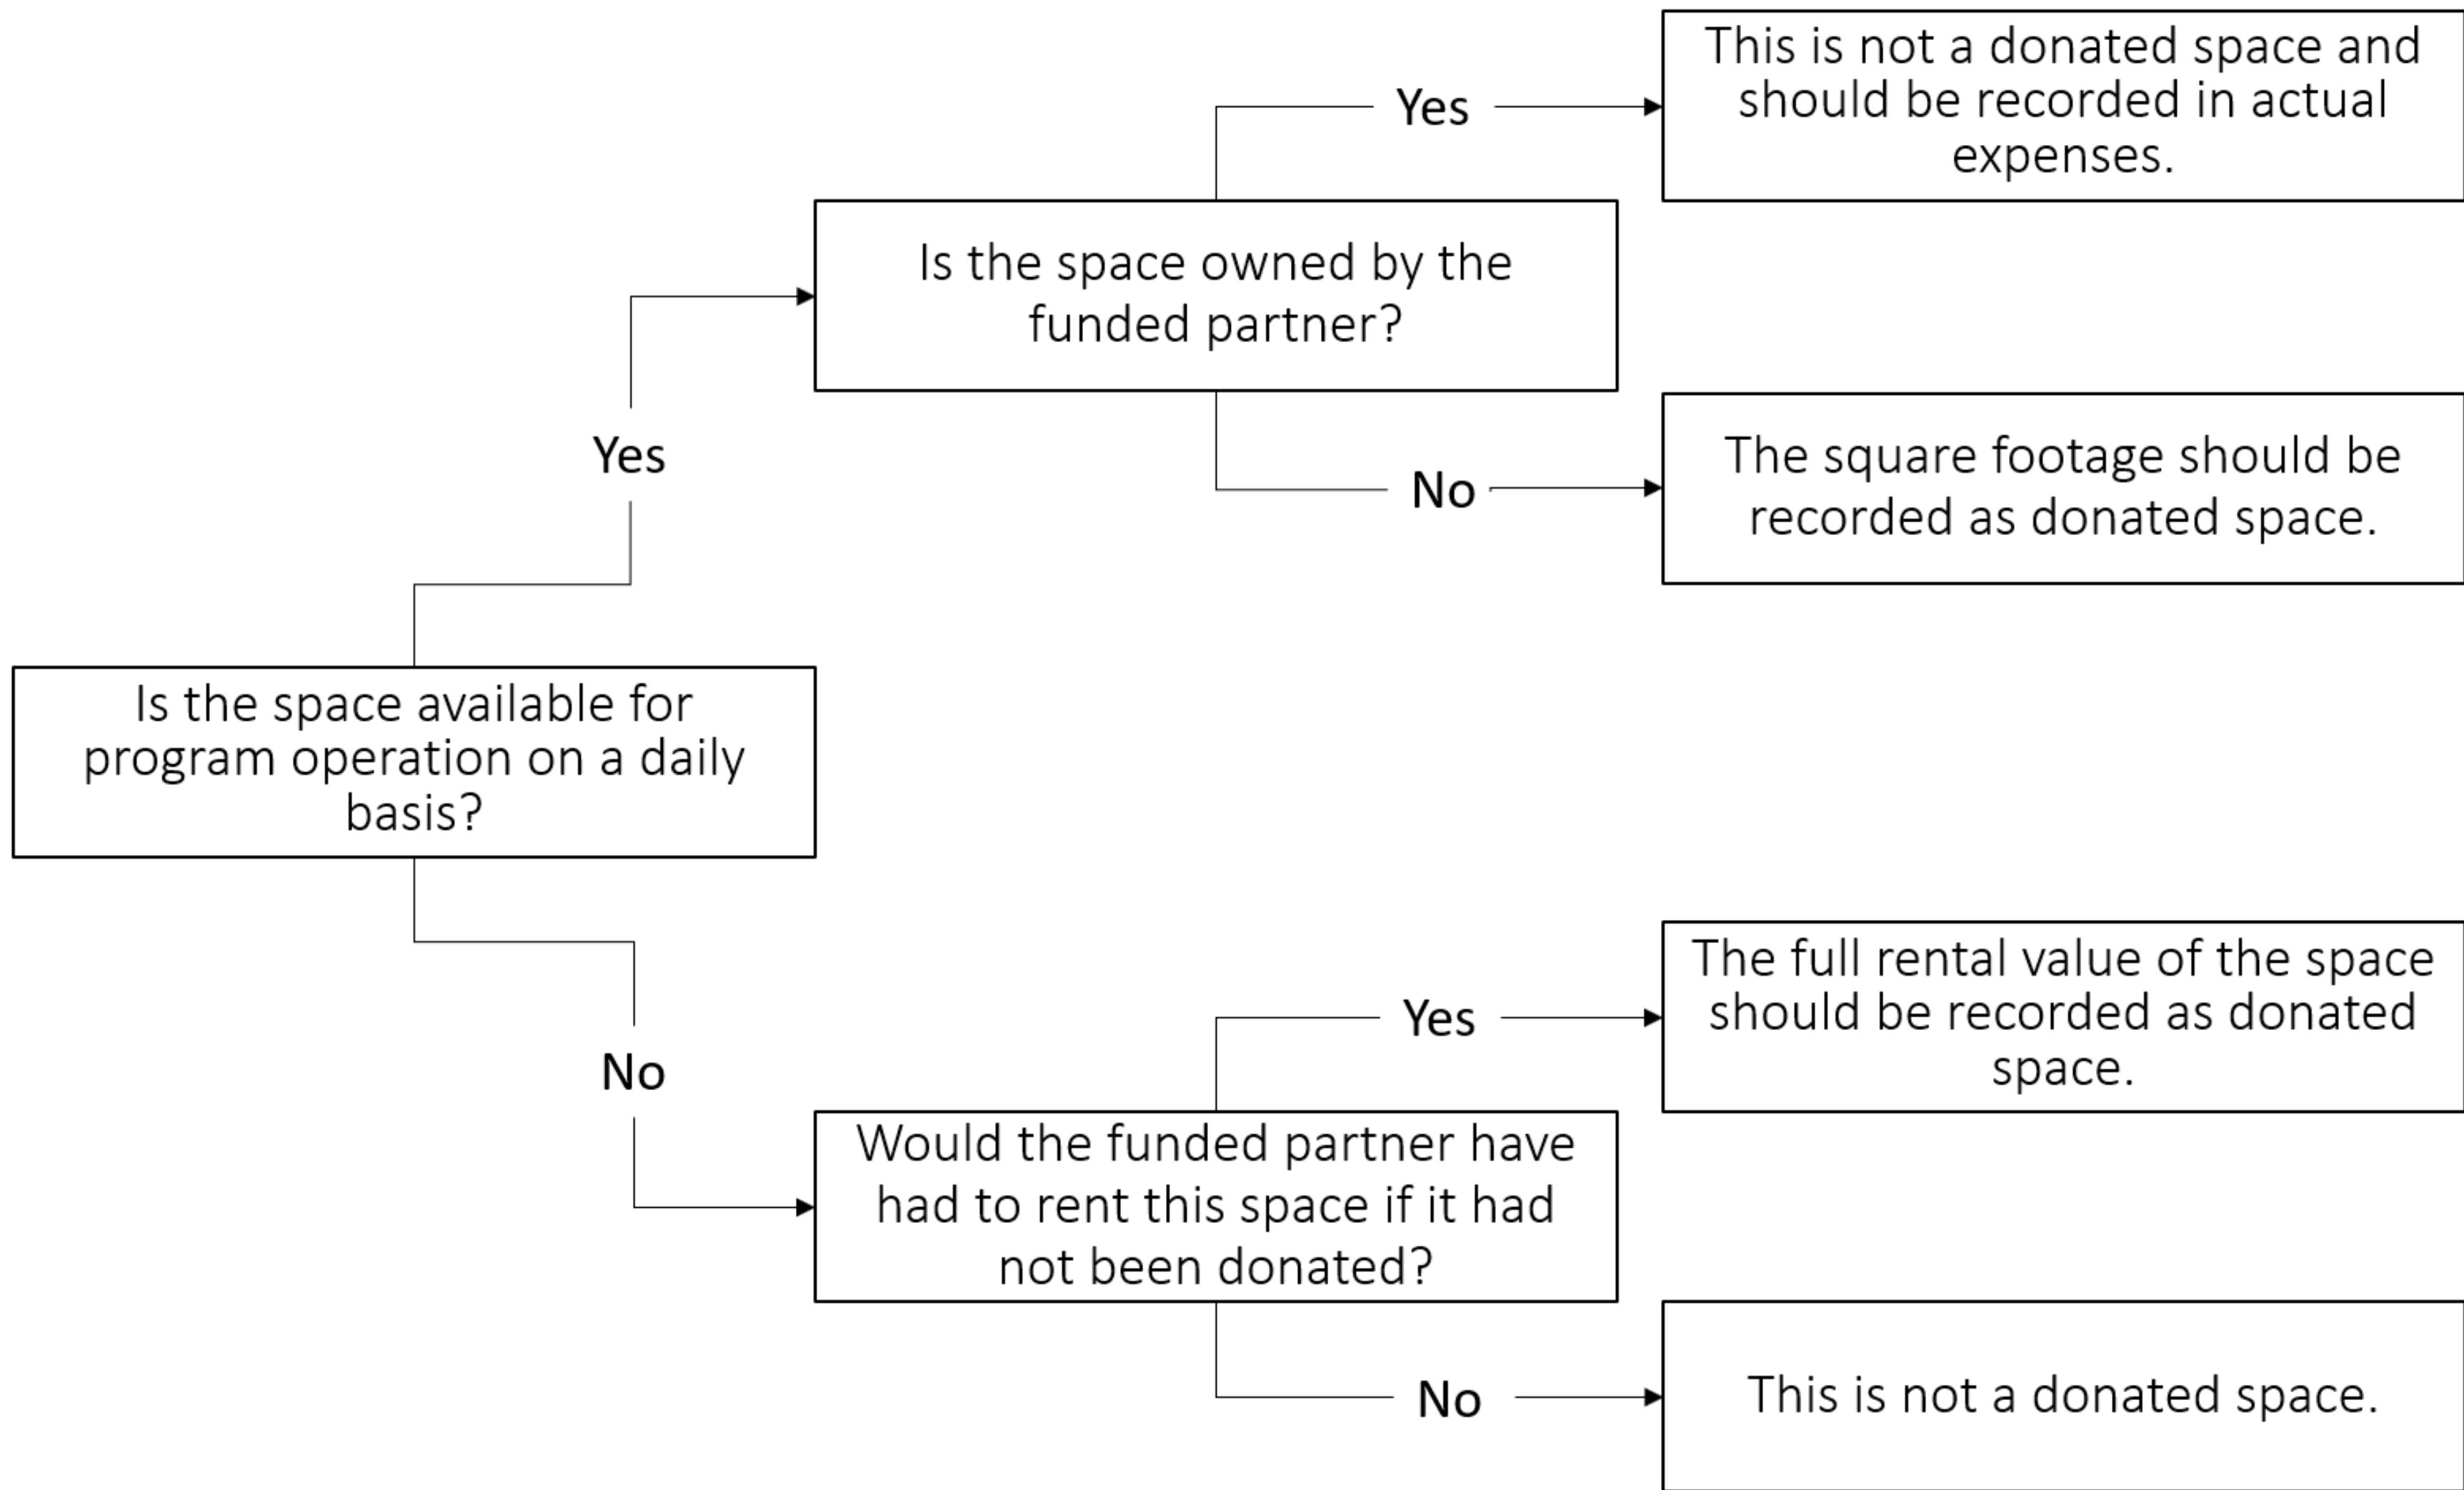 This is not a donated space and
should be recorded in actual
expenses.
Yes
Is the space owned by the
funded partner?
No
The square footage should be
recorded as donated space.
Yes
Is the space available for
program operation on a daily
basis?
No
The full rental value of the space
should be recorded as donated
space.
Yes
Would the funded partner have
had to rent this space if it had
not been donated?
No
This is not a donated space.